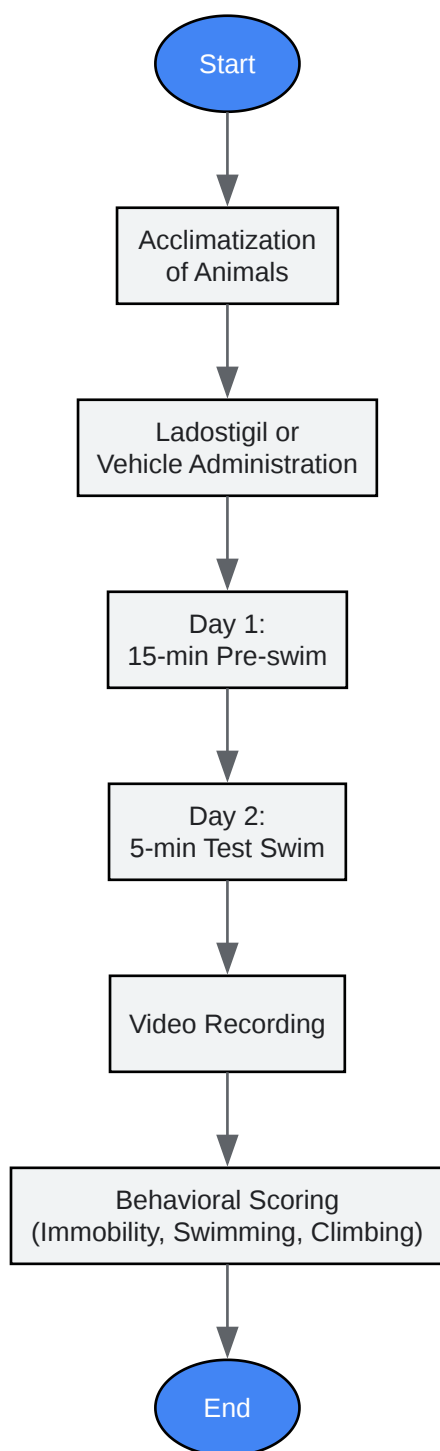 Start
Acclimatization
of Animals
Ladostigil or
Vehicle Administration
Day 1:
15-min Pre-swim
Day 2:
5-min Test Swim
Video Recording
Behavioral Scoring
(Immobility, Swimming, Climbing)
End